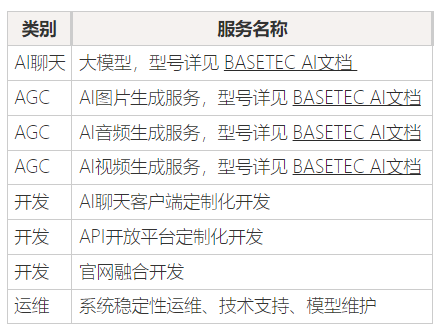 类别 服务名称
AI聊天 大模型，型号详见 BASETEC AI文档
AGC AI图片生成服务，型号详见 BASETEC AI文档
AGC AI音频生成服务，型号详见 BASETEC AI文档
AGC AI视频生成服务，型号详见 BASETEC AI文档
开发 AI聊天客户端定制化开发
开发 API开放平台定制化开发
开发 官网融合开发
运维 系统稳定性运维、技术支持、模型维护